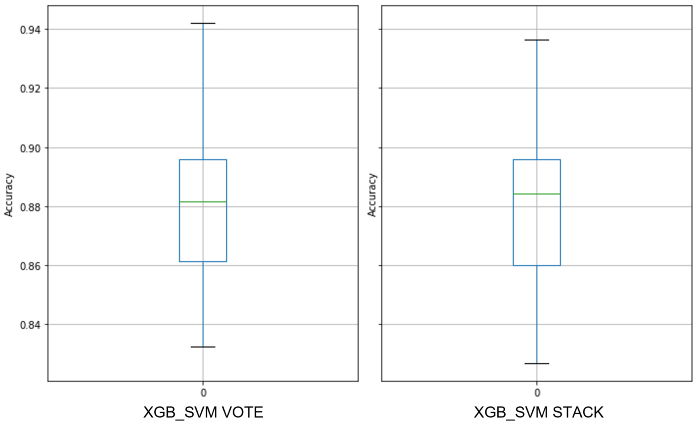 0.94
0.92
0.90
0.88
0.86
0.84
Accuracy
0
XGB_SVM VOTE
Accuracy
0
XGB_SVM STACK